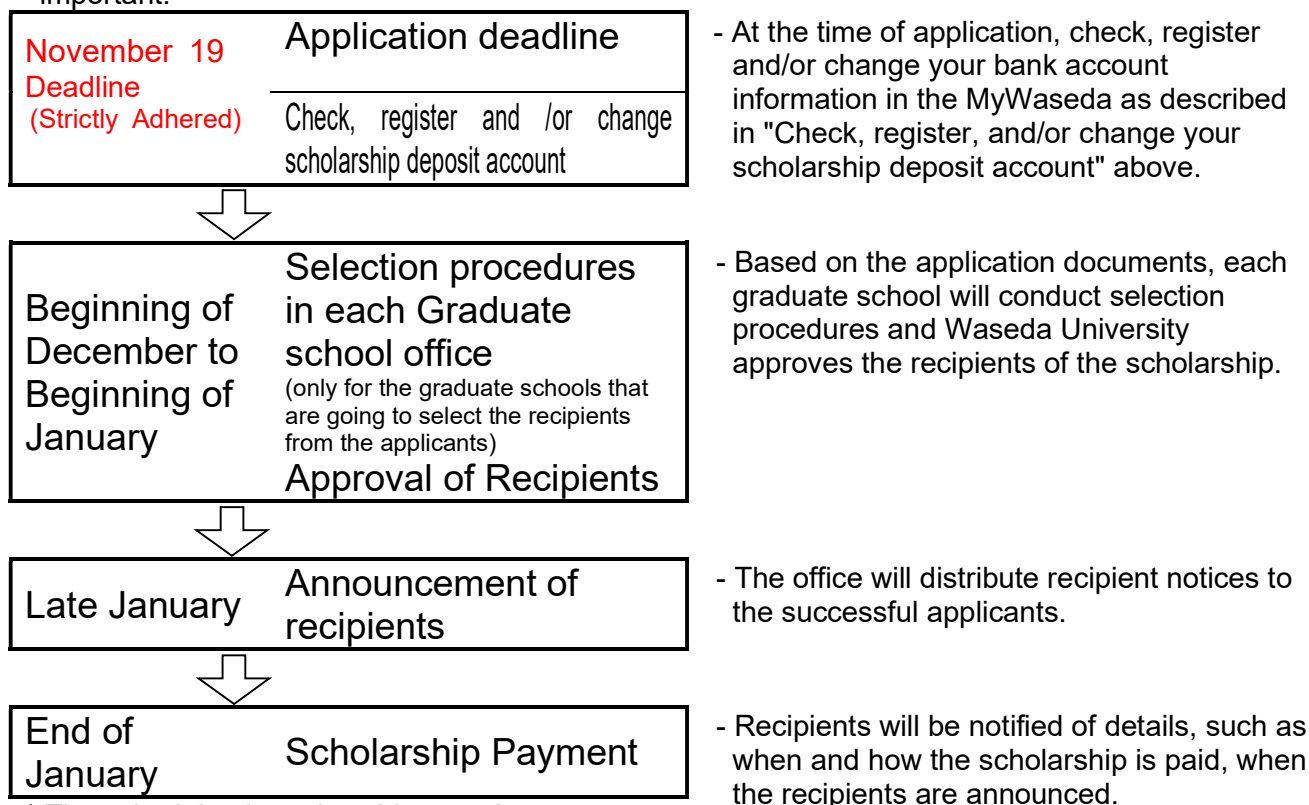 important.
November 19
Deadline
(Strictly Adhered)
Application deadline
Check, register and /or change
scholarship deposit account
- At the time of application, check, register
and/or change your bank account
information in the MyWaseda as described
in "Check, register, and/or change your
scholarship deposit account" above.
Beginning of
December to
Beginning of
January
Selection procedures
in each Graduate
school office
(only for the graduate schools that
are going to select the recipients
from the applicants)
Approval of Recipients
- Based on the application documents, each
graduate school will conduct selection
procedures and Waseda University
approves the recipients of the scholarship.
Late January
Announcement of
recipients
- The office will distribute recipient notices to
the successful applicants.
End of
January
Scholarship Payment
- Recipients will be notified of details, such as
when and how the scholarship is paid, when
the recipients are announced.